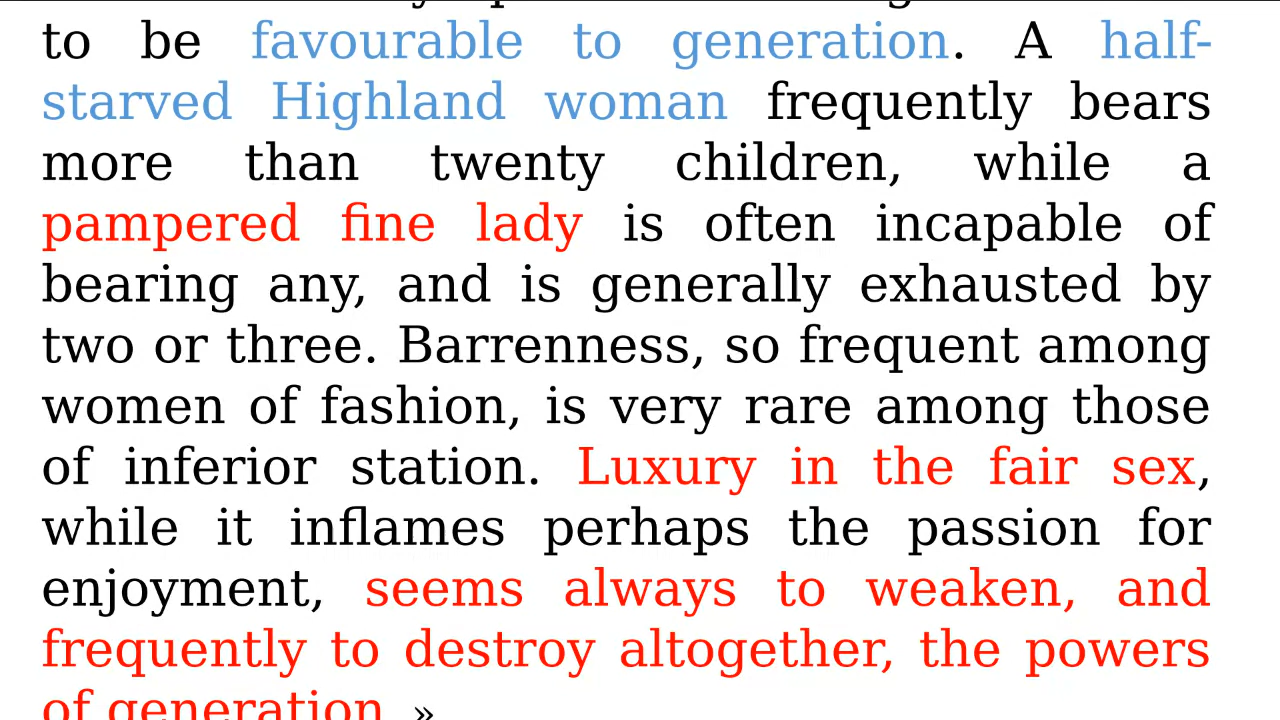 to be favourable to generation. A half-
starved Highland woman frequently bears
more than twenty children, while a
pampered fine lady is often incapable of
bearing any, and is generally exhausted by
two or three. Barrenness, so frequent among
women of fashion, is very rare among those
of inferior station. Luxury in the fair sex,
while it inflames perhaps the passion for
enjoyment, seems always to weaken, and
frequently to destroy altogether, the powers
of generation. »